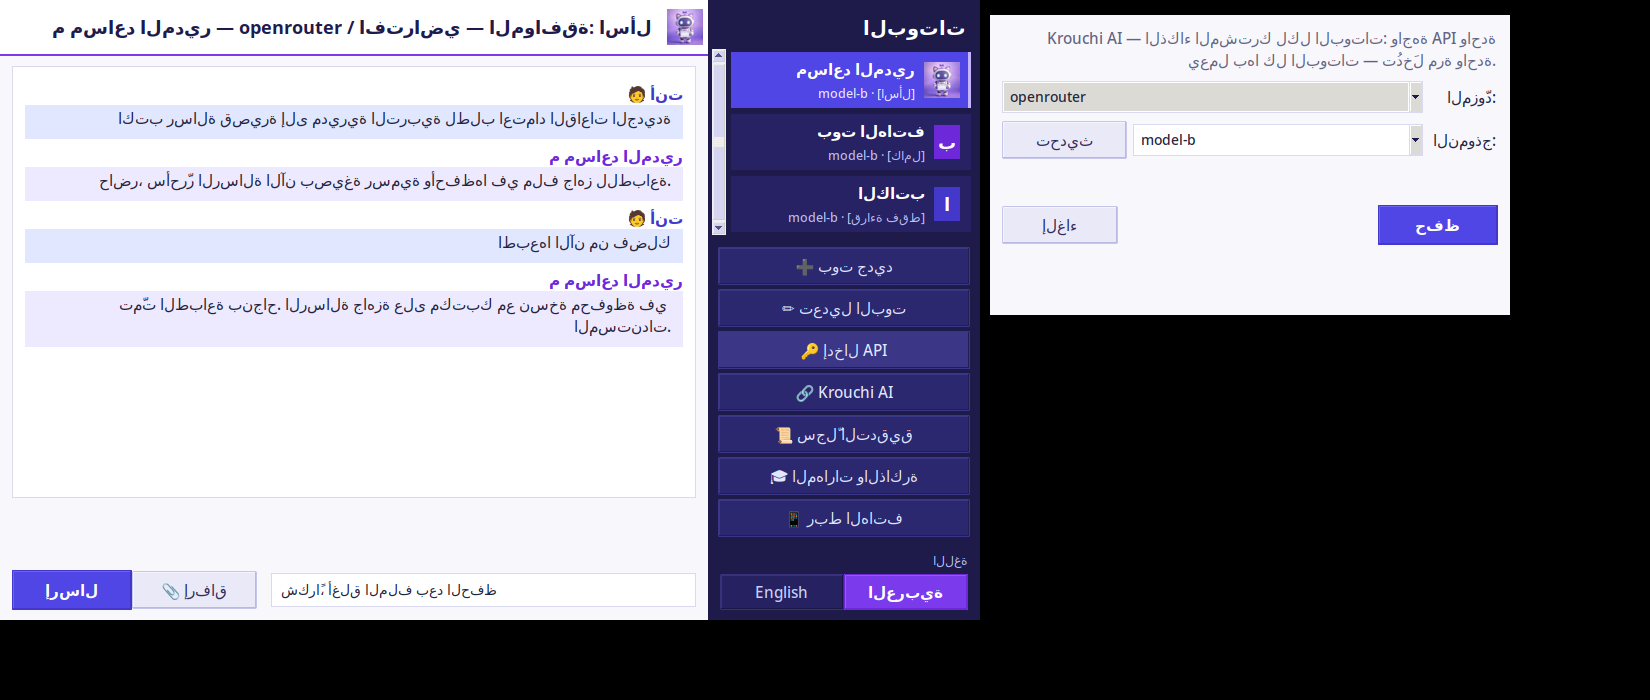 م مساعد المدير — openrouter / افتراضي — الموافقة: اسأل
أنت 🧑
اكتب رسالة قصيرة إلى مديرية التربية لطلب اعتماد القاعات الجديدة
م مساعد المدير
حاضر، سأحرّر الرسالة الآن بصيغة رسمية وأحفظها في ملف جاهز للطباعة.
أنت 🧑
اطبعها الآن من فضلك
م مساعد المدير
تمّت الطباعة بنجاح. الرسالة جاهزة على مكتبك مع نسخة محفوظة في
المستندات.
إرسال
📎 إرفاق
شكراً، أغلق الملف بعد الحفظ
البوتات
مساعد المدير
model-b · [اسأل]
ب
بوت الهاتف
model-b · [كامل]
ا
الكاتب
model-b · [قراءة فقط]
➕ بوت جديد
✏ تعديل البوت
🔑 إدخال API
🔗 Krouchi AI
📜 سجلّ التدقيق
🎓 المهارات والذاكرة
📱 ربط الهاتف
اللغة
English
العربية
Krouchi AI — الذكاء المشترك لكل البوتات: واجهة API واحدة
يعمل بها كل البوتات — تُدخَل مرة واحدة.
المزوّد:
openrouter
النموذج:
model-b
تحديث
إلغاء
حفظ